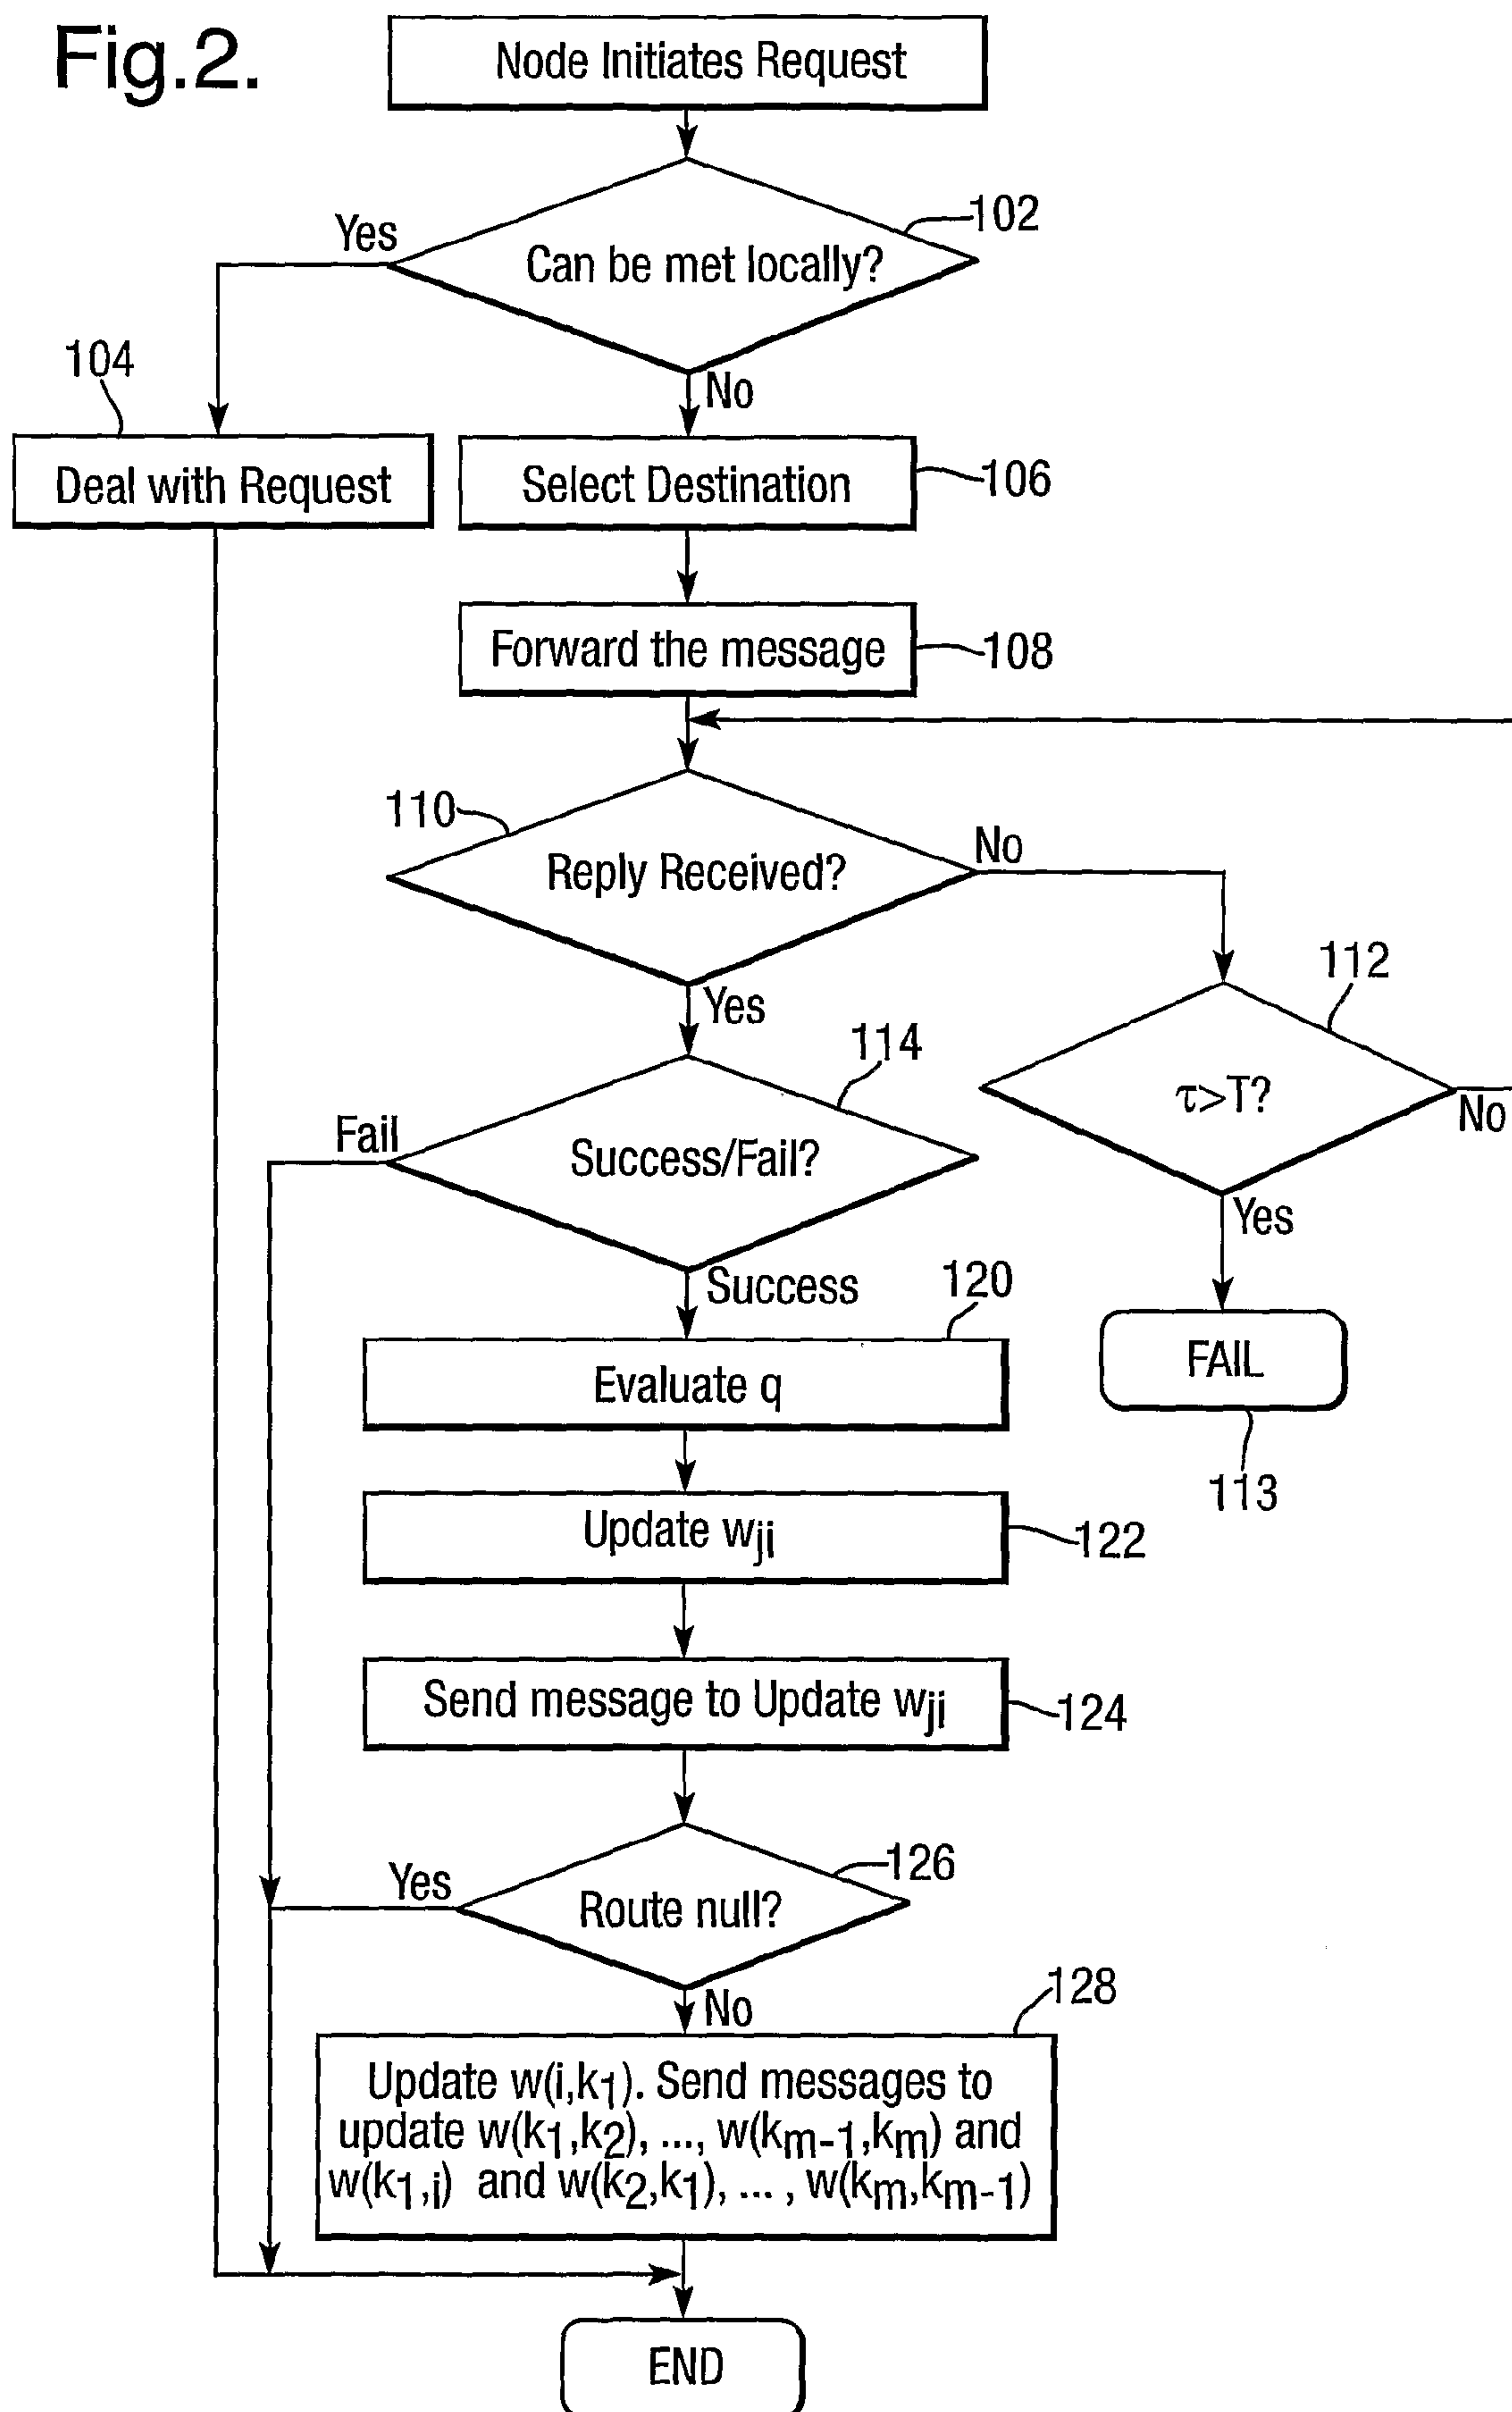 Fig.2.
Node Initiates Request
102
Yes
Can be met locally?
104
No
Deal with Request
Select Destination
106
Forward the message
108
110
No
Reply Received?
112
Yes
114
τ>T?
No
Fail
Success/Fail?
Yes
Success
120
FAIL
Evaluate q
113
Update wji
122
Send message to Update wji
124
126
Yes
Route null?
128
No
Update w(i,k1). Send messages to
update w(k1,k2), ..., w(km-1,km) and
w(k1,i) and w(k2,k1), ... , w(km,km-1)
END